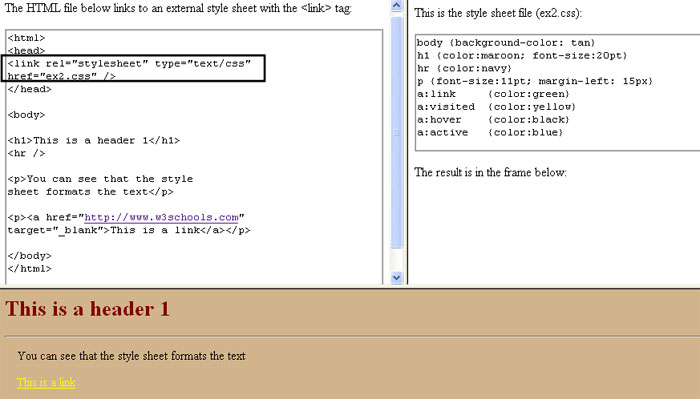 The HTML file below links to an external style sheet with the <link> tag:
<html>
<head>
<link rel="stylesheet" type="text/css"
href="ex2.css" />
</head>
<body>
<h1>This is a header 1</h1>
<hr />
<p>You can see that the style
sheet formats the text</p>
<p><a href="http://www.w3schools.com"
target="_blank">This is a link</a></p>
</body>
</html>
This is the style sheet file (ex2.css):
body {background-color: tan}
h1 {color:maroon; font-size:20pt}
hr {color:navy}
p {font-size:11pt; margin-left: 15px}
a:link {color:green}
a:visited {color:yellow}
a:hover {color:black}
a:active {color:blue}
The result is in the frame below:
This is a header 1
You can see that the style sheet formats the text
This is a link